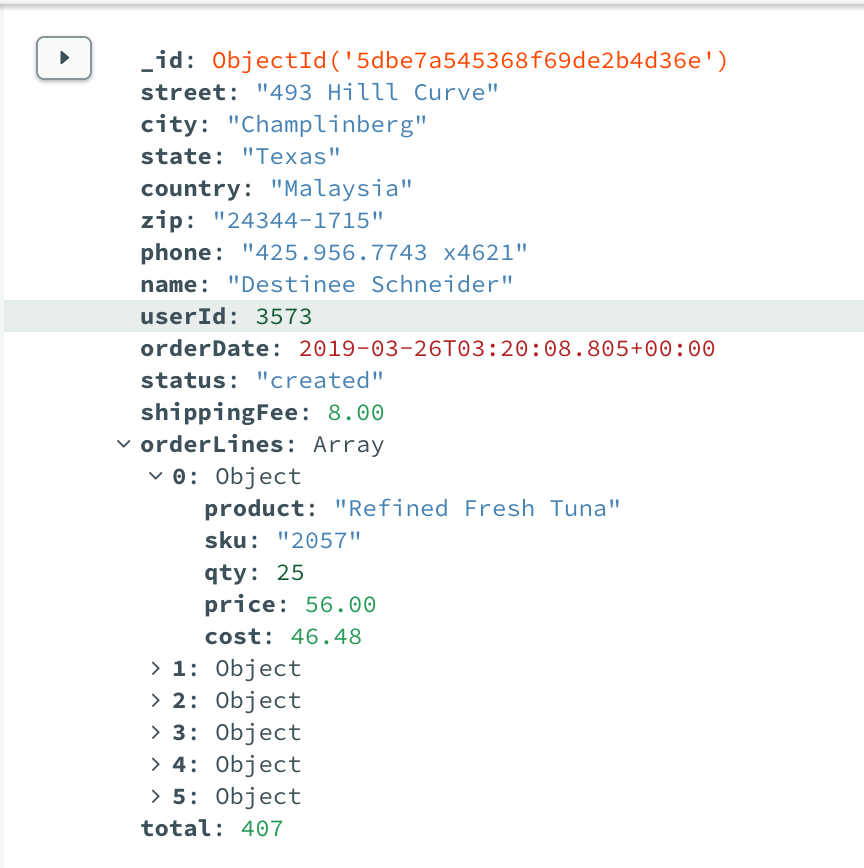 _id: ObjectId('5dbe7a545368f69de2b4d36e')
street: "493 Hilll Curve"
city: "Champlinberg"
state: "Texas"
country: "Malaysia"
zip: "24344-1715"
phone: "425.956.7743 x4621"
name: "Destinee Schneider"
userId: 3573
orderDate: 2019-03-26T03:20:08.805+00:00
status: "created"
shippingFee: 8.00
orderLines: Array
0: Object
product: "Refined Fresh Tuna"
sku: "2057"
qty: 25
price: 56.00
cost: 46.48
1: Object
2: Object
3: Object
4: Object
5: Object
total: 407